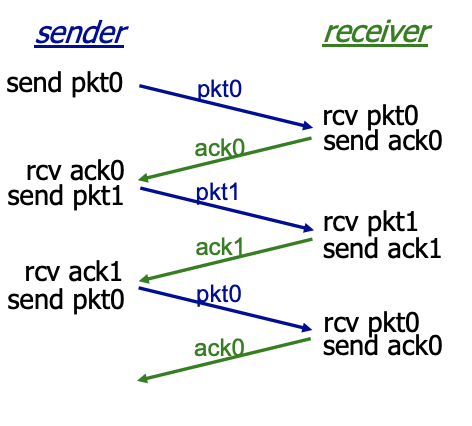 sender
receiver
send pkt0
pkt0
rcv pkt0
send ack0
ack0
rcv ack0
send pkt1
pkt1
rcv pkt1
send ack1
ack1
rcv ack1
send pkt0
pkt0
rcv pkt0
send ack0
ack0